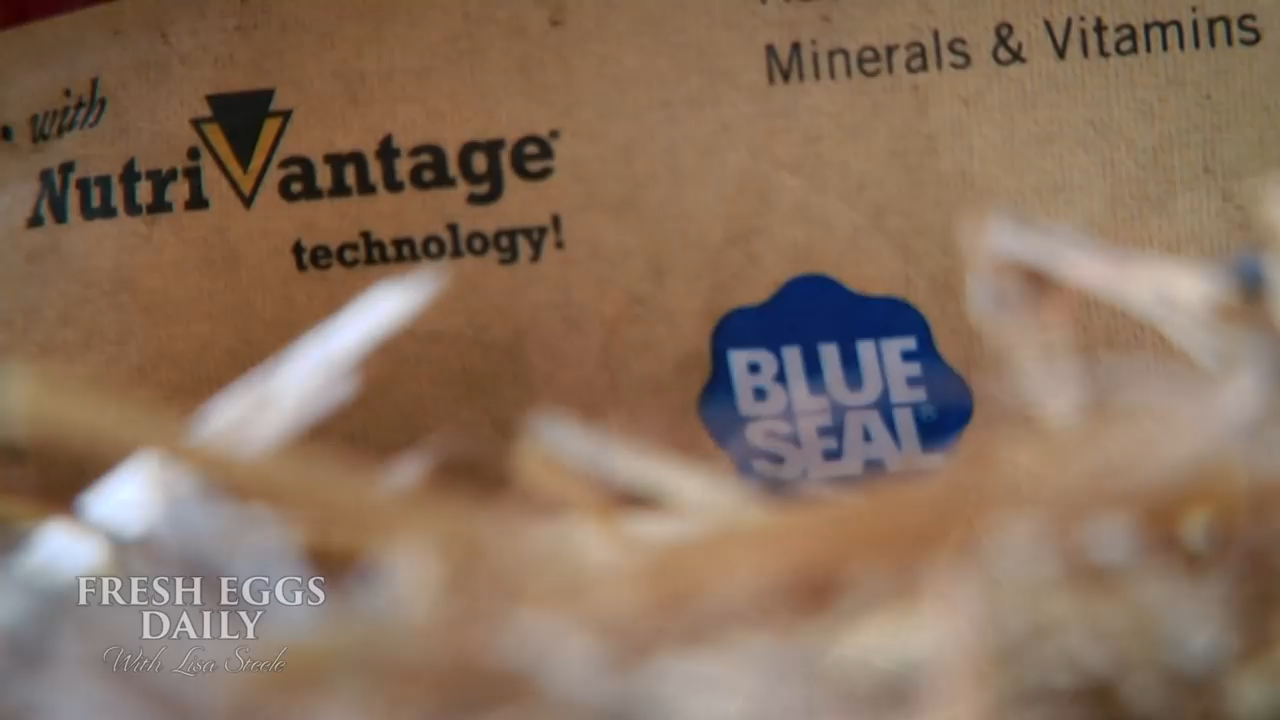 Minerals & Vitamins
with
NutriVantage
technology!
BLUE
SEAL®
FRESH EGGS
DAILY
With Lisa Steele